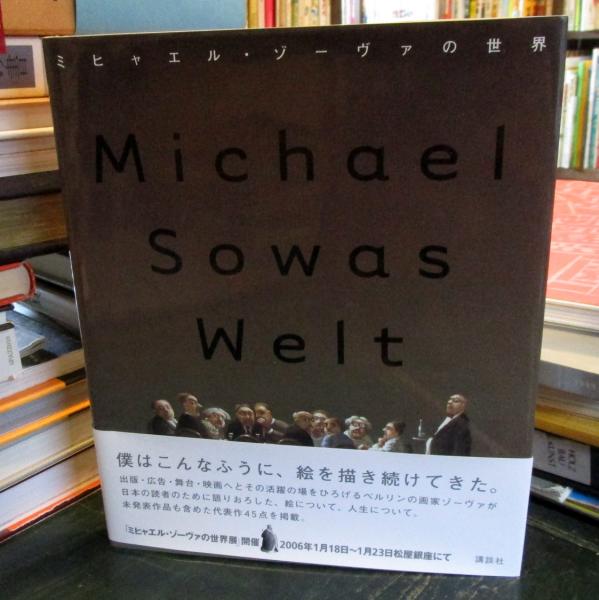 ミヒャエル・ゾーヴァの世界
Michael
Sowas
Welt
僕はこんなふうに、絵を描き続けてきた。
出版・広告・舞台・映画へとその活躍の場をひろげるベルリンの画家ゾーヴァが
日本の読者のために語りおろした、絵について、人生について。
未発表作品も含めた代表作45点を掲載。
「ミヒャエル・ゾーヴァの世界展」開催 2006年1月18日〜1月23日松屋銀座にて
講談社
HOLZ
BAU
KUNST